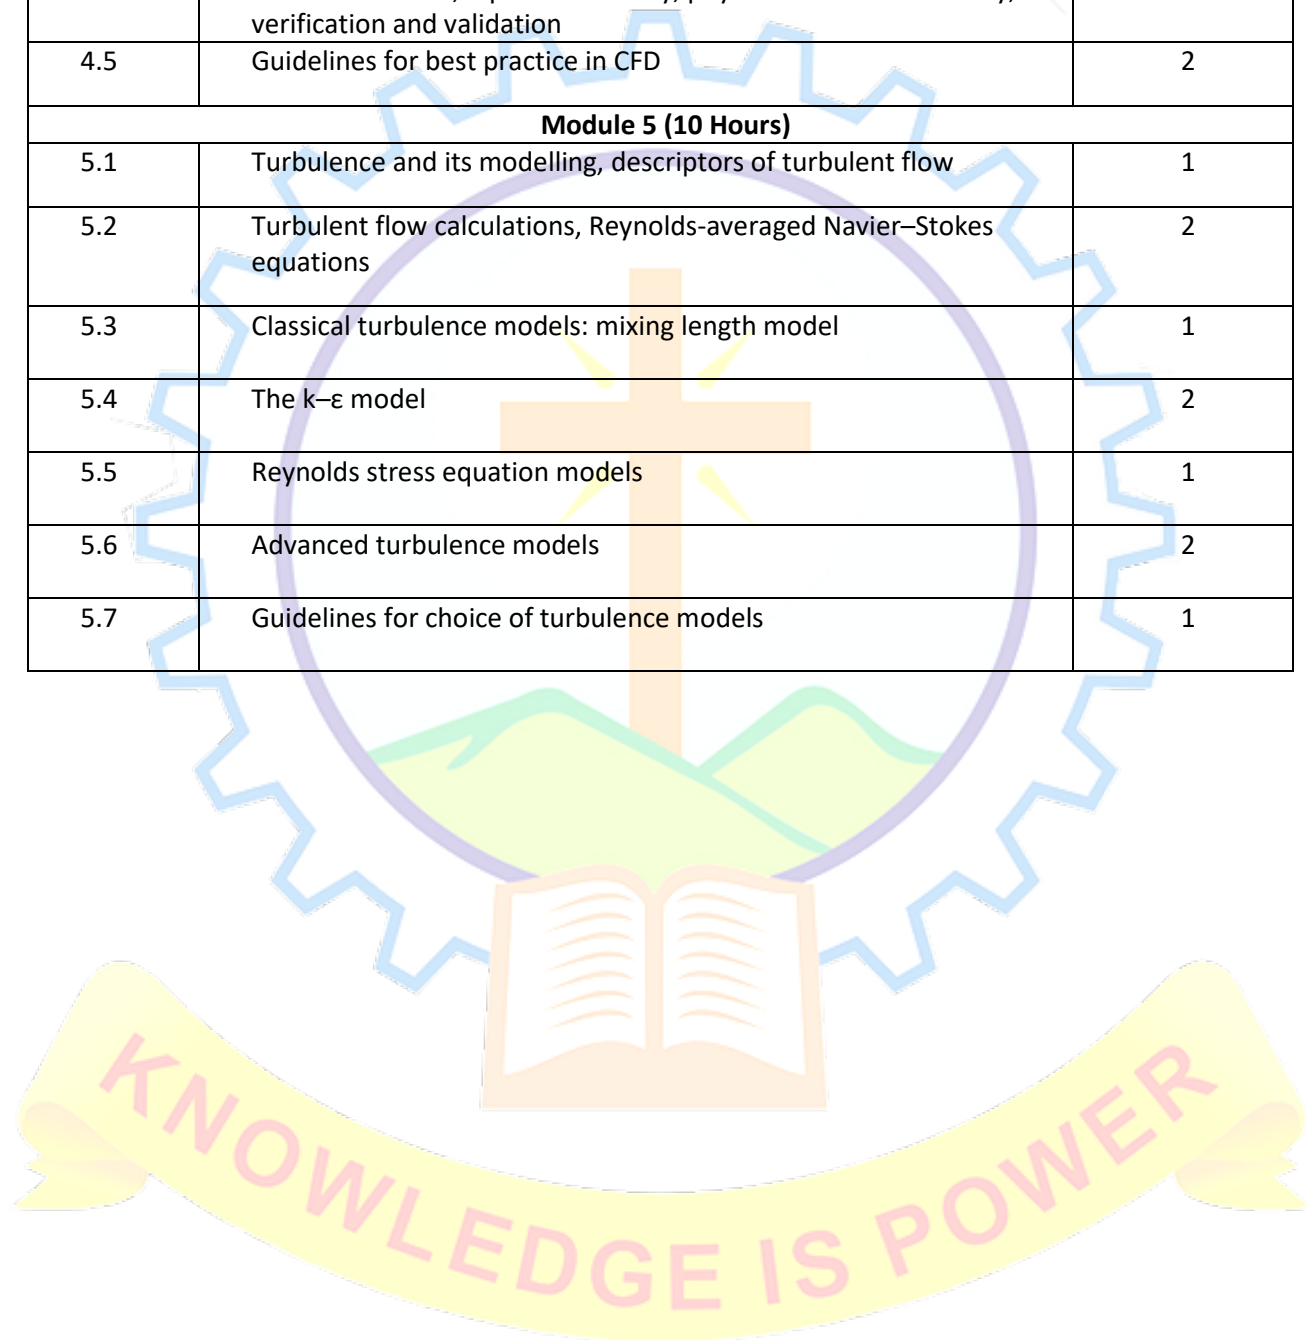 verification and validation
4.5 Guidelines for best practice in CFD 2
Module 5 (10 Hours)
5.1 Turbulence and its modelling, descriptors of turbulent flow 1
5.2 Turbulent flow calculations, Reynolds-averaged Navier–Stokes 2
equations
5.3 Classical turbulence models: mixing length model 1
5.4 The k–ε model 2
5.5 Reynolds stress equation models 1
5.6 Advanced turbulence models 2
5.7 Guidelines for choice of turbulence models 1
KNOWLEDGE IS POWER